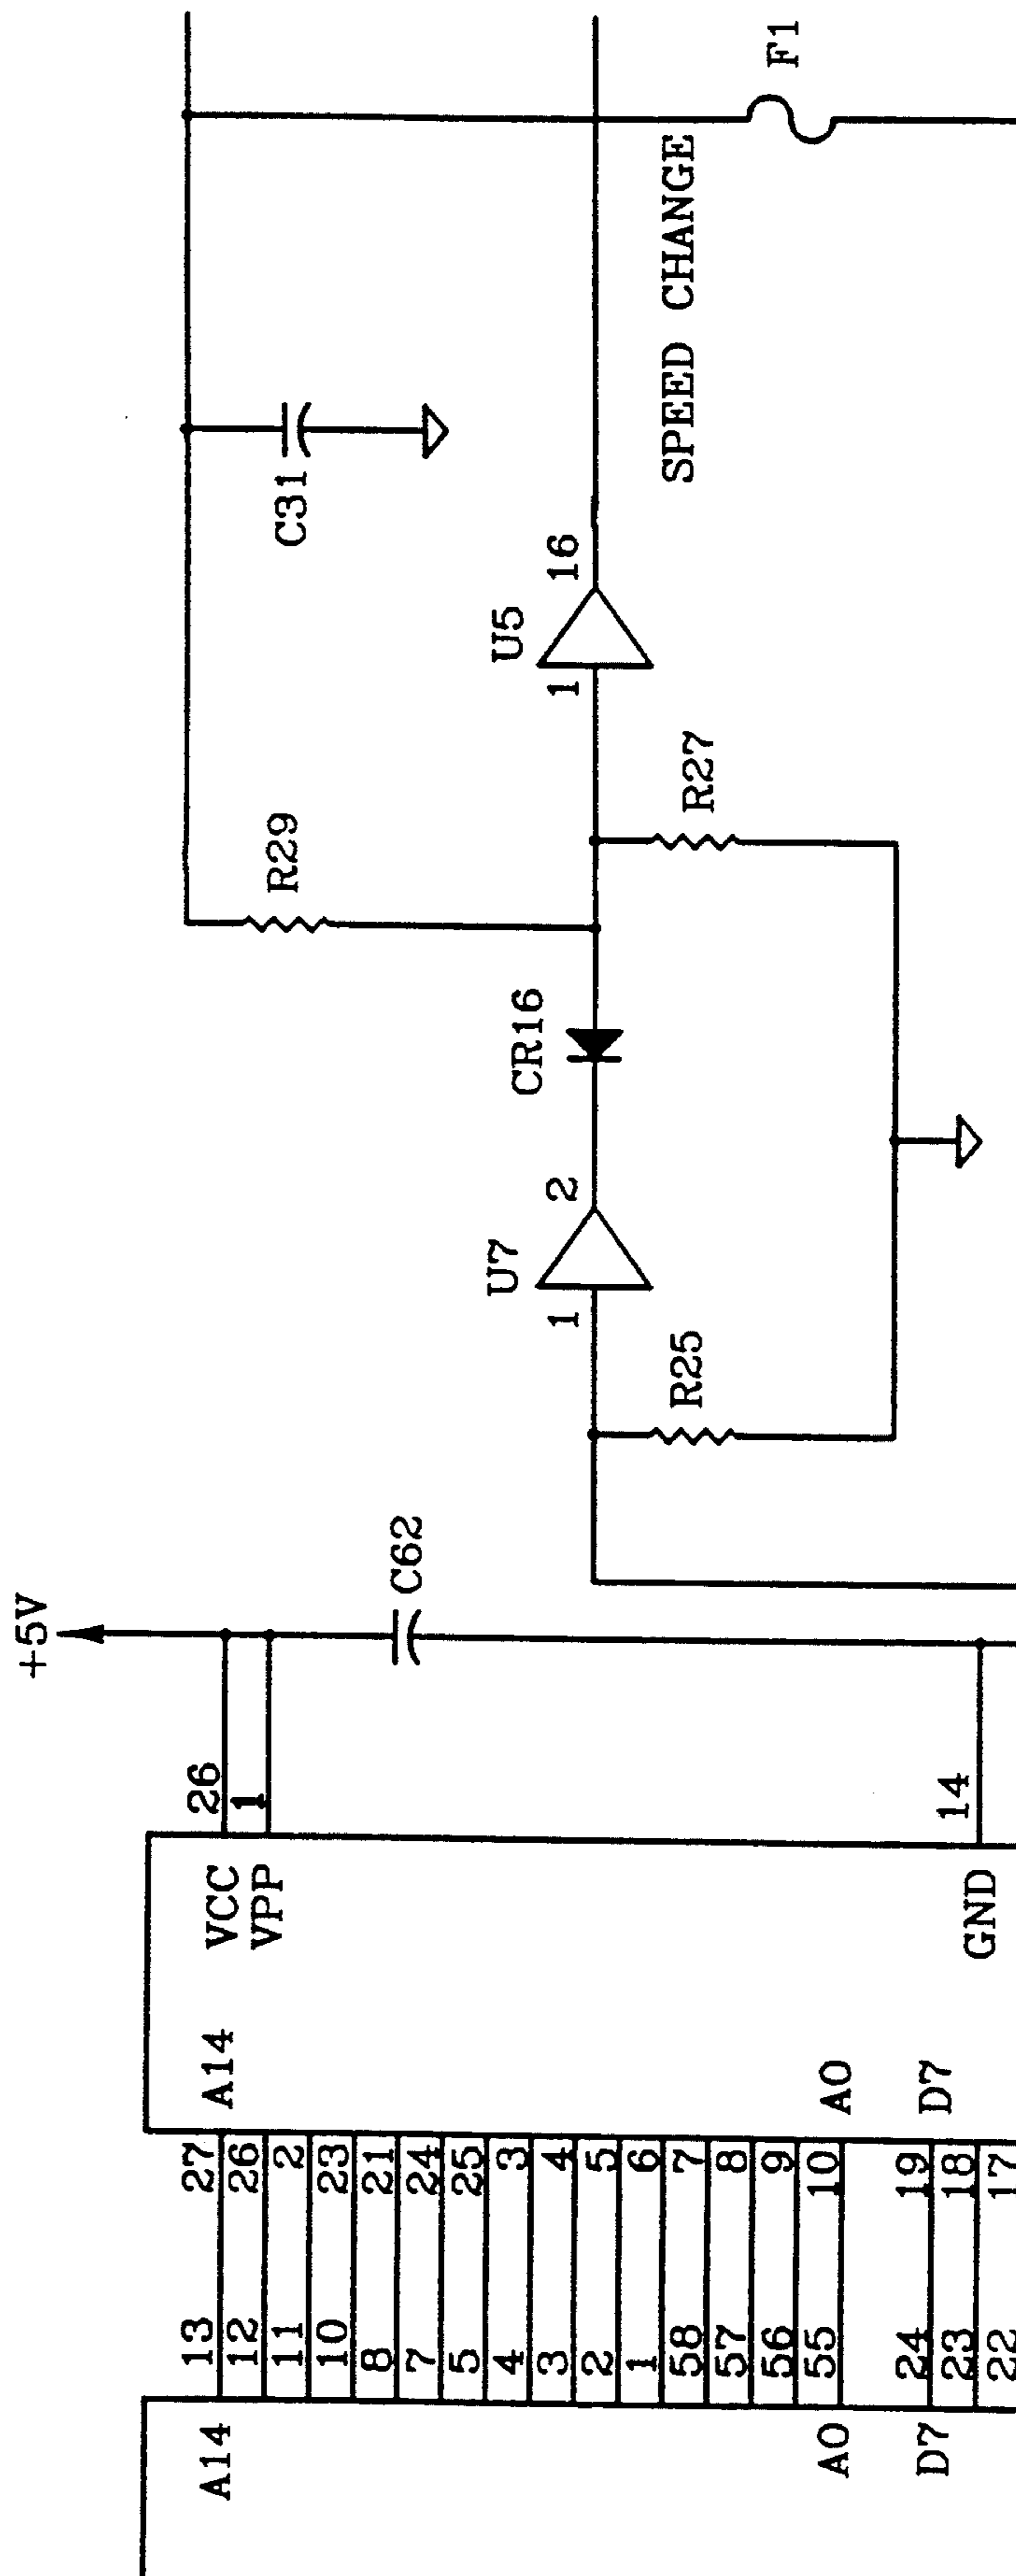 +5V
C62
26
1
VCC
VPP
14
GND
A14
A0
D7
13 27
12 26
11 2
10 23
8 21
7 24
5 25
4 3
3 4
2 5
1 6
58 7
57 8
56 9
55 10
24 19
23 18
22 17
A14
A0
D7
R25
1
U7
2
CR16
R29
R27
1
U5
16
C31
SPEED CHANGE
F1